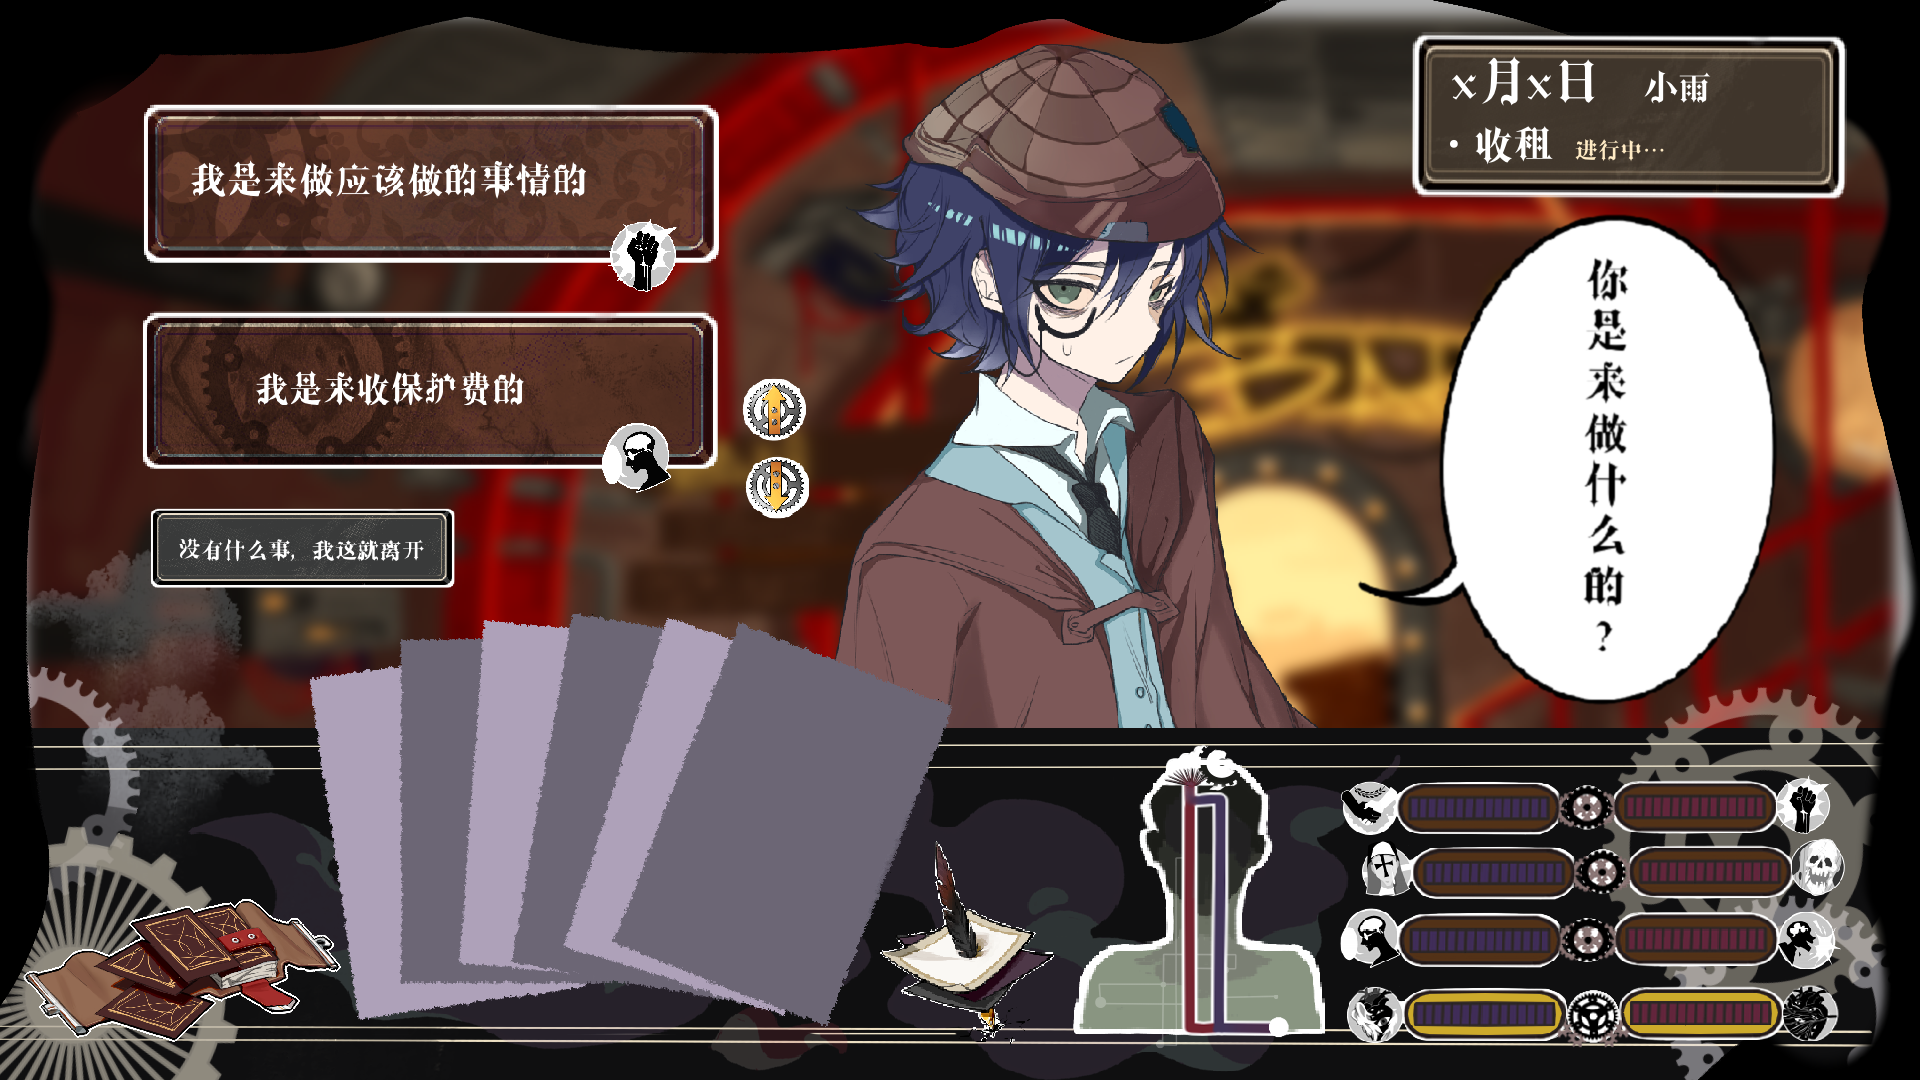 x月x日 小雨
· 收租 进行中…
我是来做应该做的事情的
我是来收保护费的
没有什么事，我这就离开
你是来做什么的？